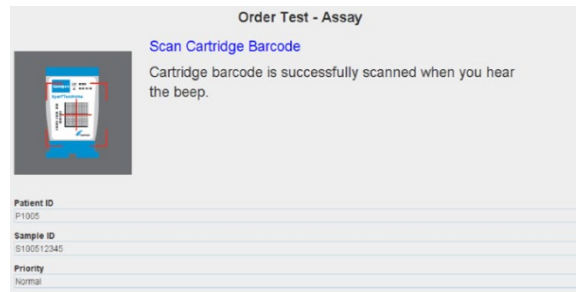 Order Test - Assay
Scan Cartridge Barcode
Cartridge barcode is successfully scanned when you hear
the beep.
Patient ID
P1005
Sample ID
S100512345
Priority
Normal